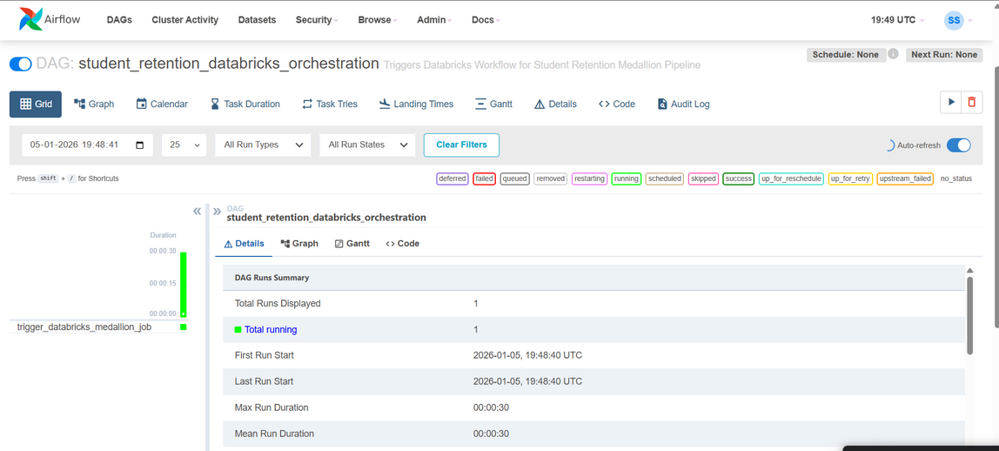 Airflow DAGs Cluster Activity Datasets Security Browse Admin Docs 19:49 UTC SS
DAG: student_retention_databricks_orchestration Triggers Databricks Workflow for Student Retention Medallion Pipeline Schedule: None i Next Run: None
Grid Graph Calendar Task Duration Task Tries Landing Times Gantt Details <> Code Audit Log
05-01-2026 19:48:41 25 All Run Types All Run States Clear Filters Auto-refresh
Press shift + / for Shortcuts deferred failed queued removed restarting running scheduled skipped success up_for_reschedule up_for_retry upstream_failed no_status
DAG
student_retention_databricks_orchestration
Duration
00:00:30
00:00:15
00:00:00
trigger_databricks_medallion_job
Details Graph Gantt <> Code
DAG Runs Summary
Total Runs Displayed 1
Total running 1
First Run Start 2026-01-05, 19:48:40 UTC
Last Run Start 2026-01-05, 19:48:40 UTC
Max Run Duration 00:00:30
Mean Run Duration 00:00:30